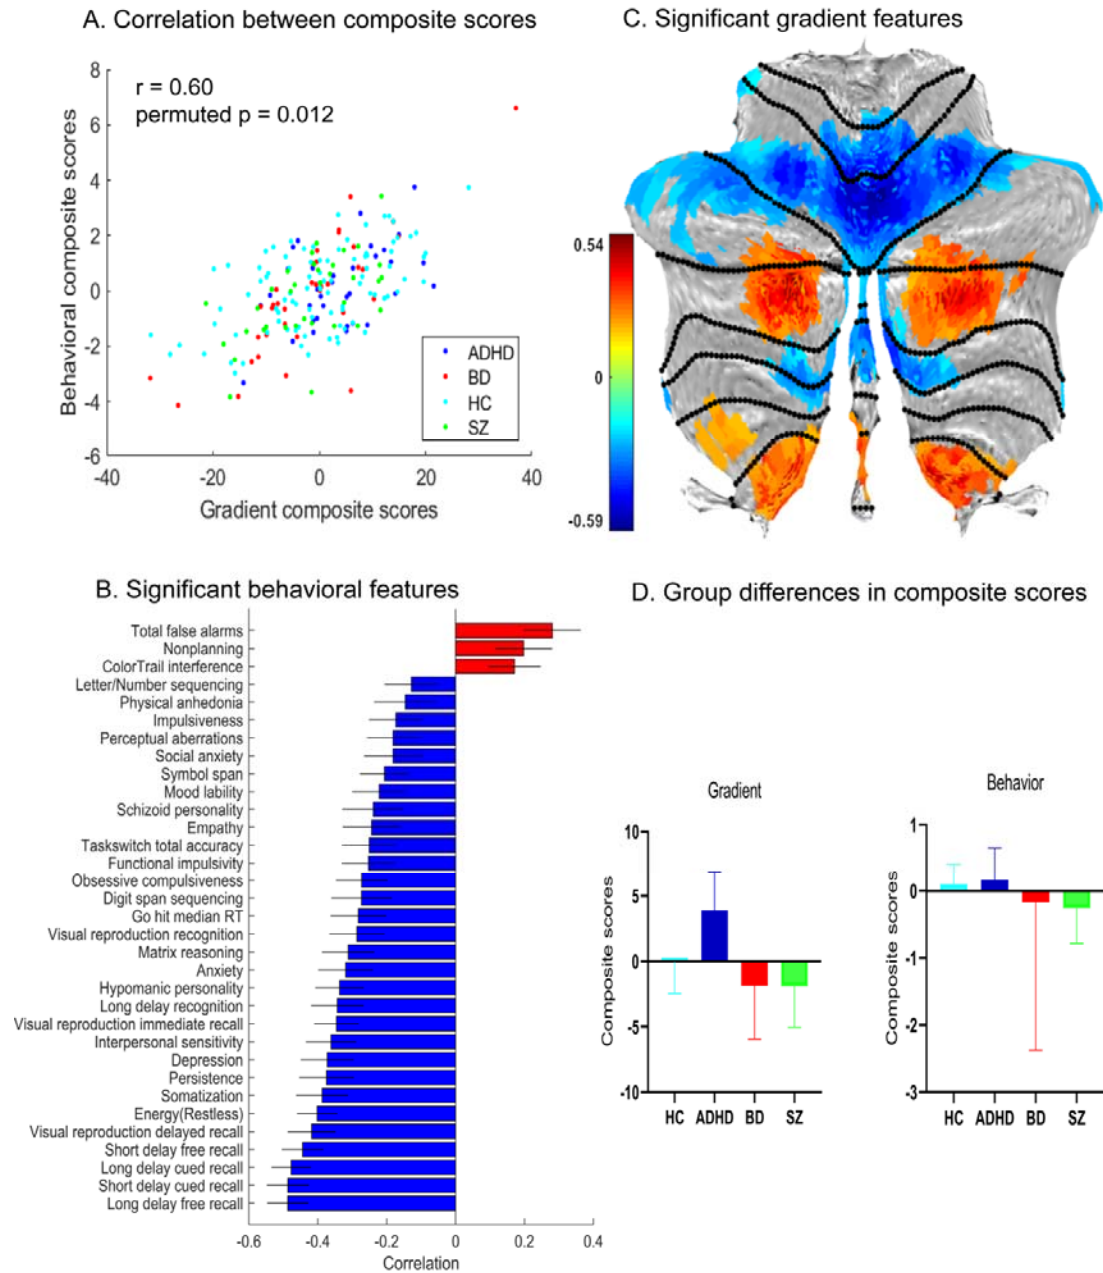 A. Correlation between composite scores
r = 0.60
permuted p = 0.012
8
6
4
2
0
-2
-4
-6
Behavioral composite scores
-40
-20
0
20
40
Gradient composite scores
ADHD
BD
HC
SZ
C. Significant gradient features
0.54
0
-0.59
B. Significant behavioral features
Total false alarms
Nonplanning
ColorTrail interference
Letter/Number sequencing
Physical anhedonia
Impulsiveness
Perceptual aberrations
Social anxiety
Symbol span
Mood lability
Schizoid personality
Empathy
Taskswitch total accuracy
Functional impulsivity
Obsessive compulsiveness
Digit span sequencing
Go hit median RT
Visual reproduction recognition
Matrix reasoning
Anxiety
Hypomanic personality
Long delay recognition
Visual reproduction immediate recall
Interpersonal sensitivity
Depression
Persistence
Somatization
Energy(Restless)
Visual reproduction delayed recall
Short delay free recall
Long delay cued recall
Short delay cued recall
Long delay free recall
-0.6
-0.4
-0.2
0
0.2
0.4
Correlation
D. Group differences in composite scores
Gradient
10
5
0
-5
-10
Composite scores
HC
ADHD
BD
SZ
Behavior
1
0
-1
-2
-3
Composite scores
HC
ADHD
BD
SZ